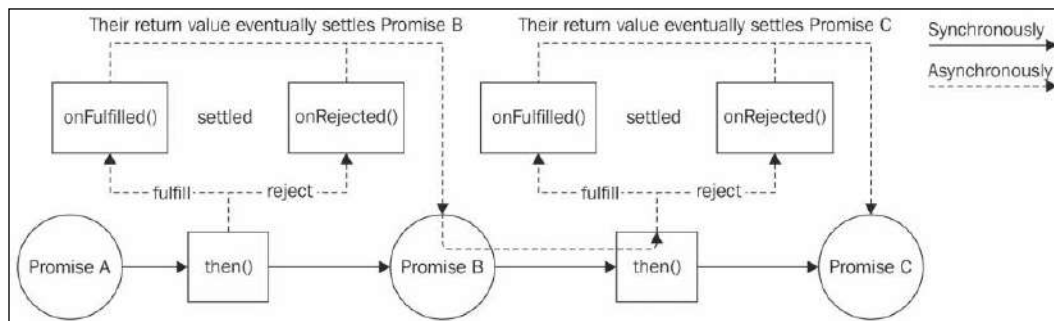 Their return value eventually settles Promise B
Their return value eventually settles Promise C
Synchronously
Asynchronously
onFulfilled()
settled
onRejected()
onFulfilled()
settled
onRejected()
fulfill
reject
fulfill
reject
Promise A
then()
Promise B
then()
Promise C